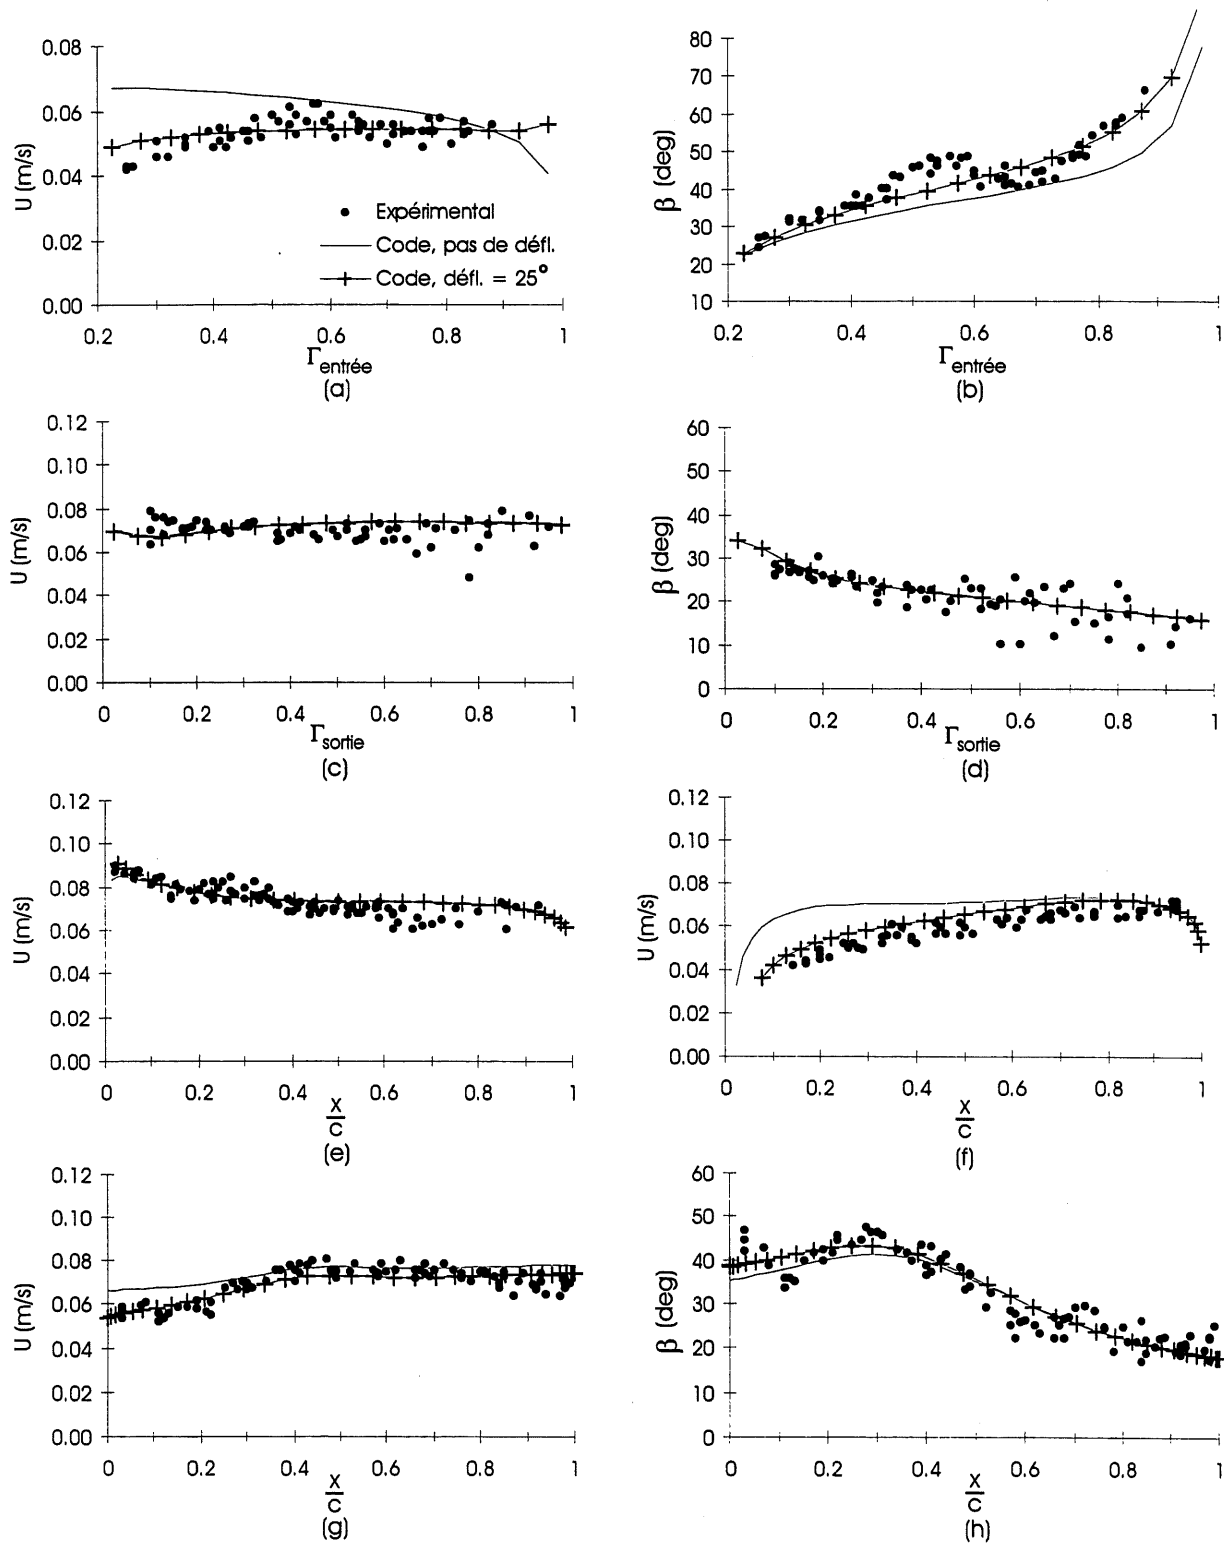 0.08
0.06
0.04
0.02
0.00
U (m/s)
Expérimental
Code, pas de défl.
Code, défl. = 25°
0.2 0.4 0.6 0.8 1
Γentrée
(a)
80
70
60
50
40
30
20
10
β (deg)
0.2 0.4 0.6 0.8 1
Γentrée
(b)
0.12
0.10
0.08
0.06
0.04
0.02
0.00
U (m/s)
0 0.2 0.4 0.6 0.8 1
Γsortie
(c)
60
50
40
30
20
10
0
β (deg)
0 0.2 0.4 0.6 0.8 1
Γsortie
(d)
0.12
0.10
0.08
0.06
0.04
0.02
0.00
U (m/s)
0 0.2 0.4 0.6 0.8 1
x
c
(e)
0.12
0.10
0.08
0.06
0.04
0.02
0.00
U (m/s)
0 0.2 0.4 0.6 0.8 1
x
c
(f)
0.12
0.10
0.08
0.06
0.04
0.02
0.00
U (m/s)
0 0.2 0.4 0.6 0.8 1
x
c
(g)
60
50
40
30
20
10
0
β (deg)
0 0.2 0.4 0.6 0.8 1
x
c
(h)